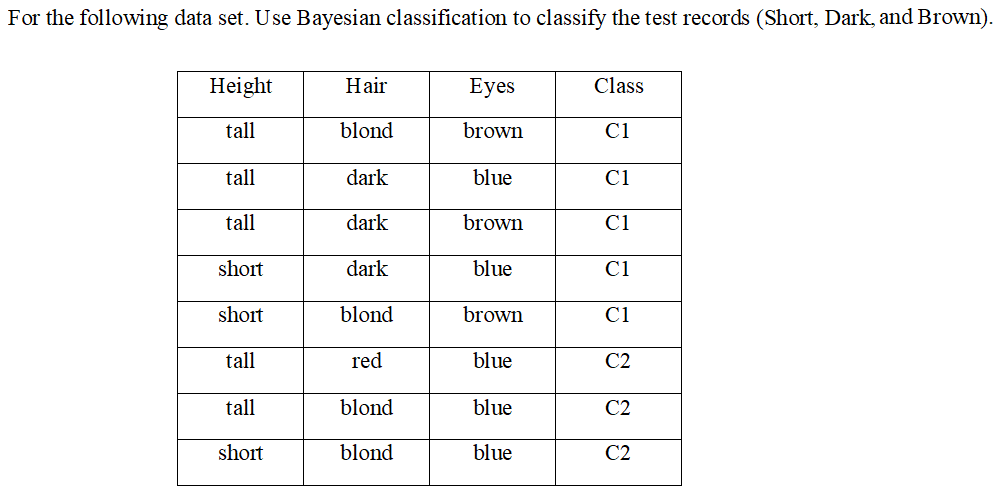 For the following data set. Use Bayesian classification to classify the test records (Short, Dark, and Brown).
Height Hair Eyes Class
tall blond brown C1
tall dark blue C1
tall dark brown C1
short dark blue C1
short blond brown C1
tall red blue C2
tall blond blue C2
short blond blue C2